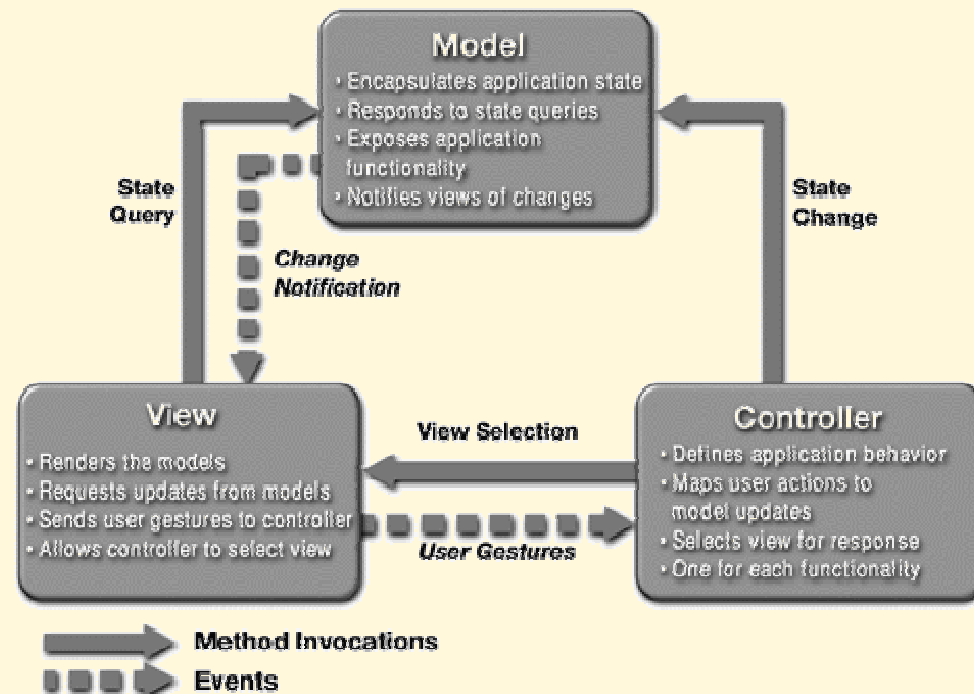 Model
• Encapsulates application state
• Responds to state queries
• Exposes application
functionality
• Notifies views of changes
State
Query
State
Change
Change
Notification
View
• Renders the models
• Requests updates from models
• Sends user gestures to controller
• Allows controller to select view
View Selection
User Gestures
Controller
• Defines application behavior
• Maps user actions to
model updates
• Selects view for response
• One for each functionality
Method Invocations
Events